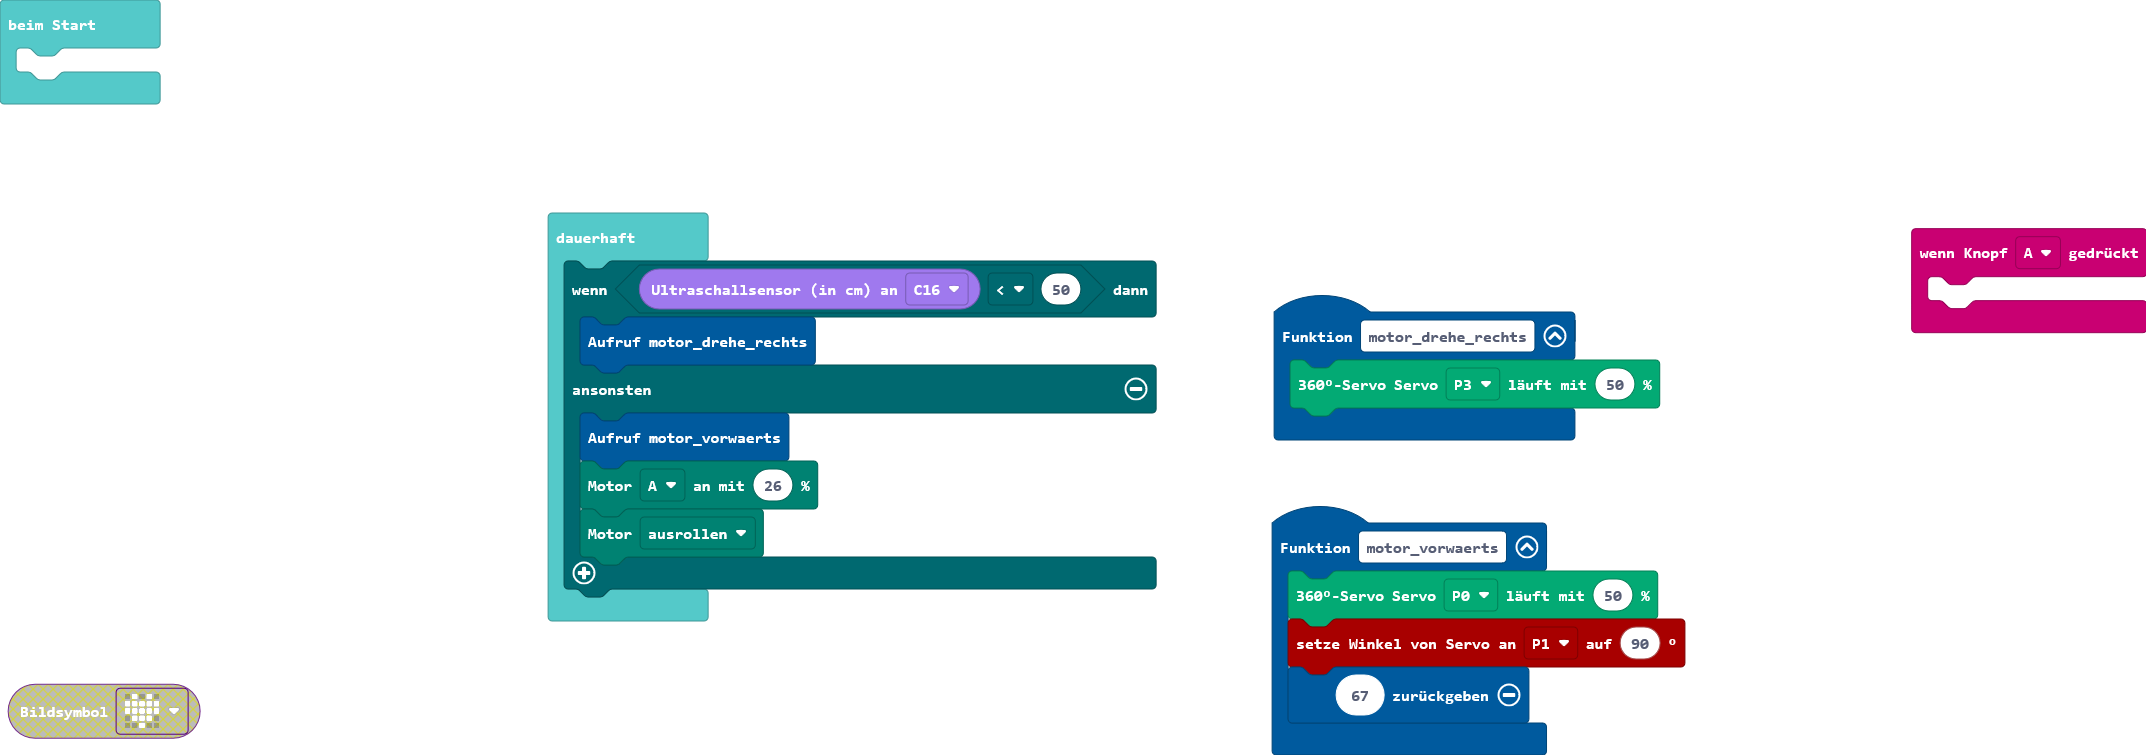 beim Start
dauerhaft
wenn Ultraschallsensor (in cm) an C16 < 50 dann
Aufruf motor_drehe_rechts
ansonsten
Aufruf motor_vorwaerts
Motor A an mit 26 %
Motor ausrollen
Funktion motor_drehe_rechts
360°-Servo Servo P3 läuft mit 50 %
Funktion motor_vorwaerts
360°-Servo Servo P0 läuft mit 50 %
setze Winkel von Servo an P1 auf 90 °
67 zurückgeben
wenn Knopf A gedrückt
Bildsymbol